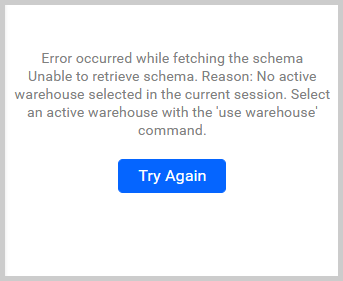 Error occurred while fetching the schema
Unable to retrieve schema. Reason: No active
warehouse selected in the current session. Select
an active warehouse with the 'use warehouse'
command.
Try Again